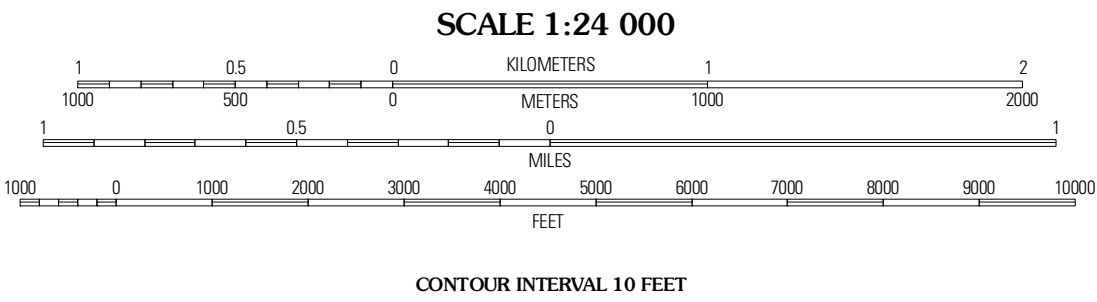 SCALE 1:24 000
1 0.5 0 KILOMETERS 1 2
1000 500 0 METERS 1000 2000
1 0.5 0 1
MILES
1000 0 1000 2000 3000 4000 5000 6000 7000 8000 9000 10000
FEET
CONTOUR INTERVAL 10 FEET